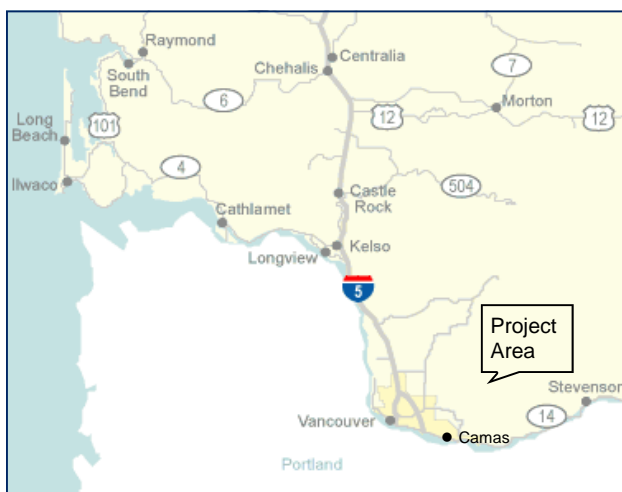 Raymond
Centralia
South
Bend
Chehalis
7
6
Morton
12
12
Long
Beach
101
4
504
Ilwaco
Castle
Rock
Cathlamet
Kelso
Longview
5
Project
Area
Stevenson
14
Vancouver
Camas
Portland